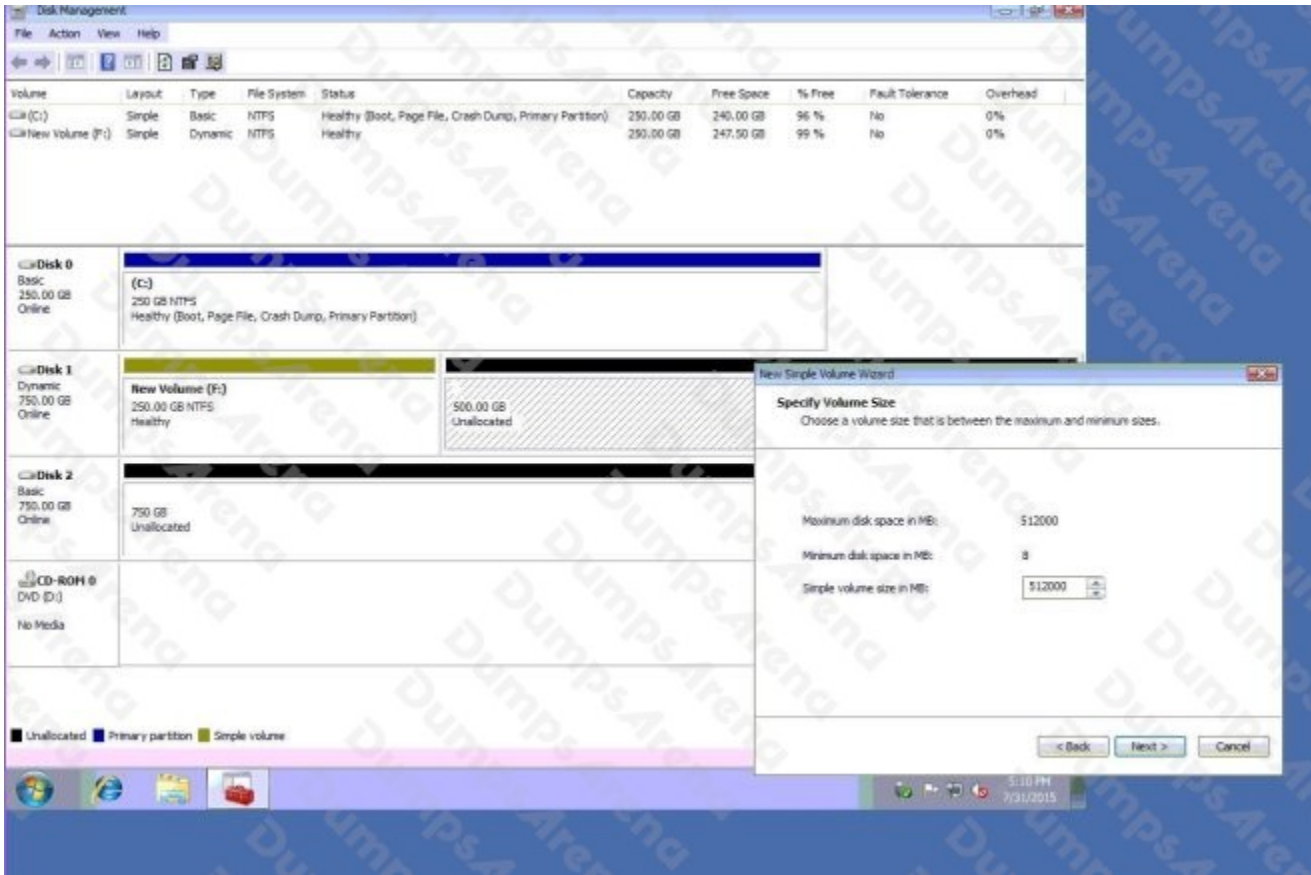 Disk Management
File Action View Help
Volume Layout Type File System Status Capacity Free Space % Free Fault Tolerance Overhead
(C:) Simple Basic NTFS Healthy (Boot, Page File, Crash Dump, Primary Partition) 250.00 GB 240.00 GB 96 % No 0%
New Volume (F:) Simple Dynamic NTFS Healthy 250.00 GB 247.50 GB 99 % No 0%
Disk 0
Basic
250.00 GB
Online
(C:)
250 GB NTFS
Healthy (Boot, Page File, Crash Dump, Primary Partition)
Disk 1
Dynamic
750.00 GB
Online
New Volume (F:)
250.00 GB NTFS
Healthy
500.00 GB
Unallocated
Disk 2
Basic
750.00 GB
Online
750 GB
Unallocated
CD-ROM 0
DVD (D:)
No Media
Unallocated Primary partition Simple volume
New Simple Volume Wizard
Specify Volume Size
Choose a volume size that is between the maximum and minimum sizes.
Maximum disk space in MB: 512000
Minimum disk space in MB: 8
Simple volume size in MB: 512000
< Back Next > Cancel
5:10 PM
7/31/2015
DumpsArena